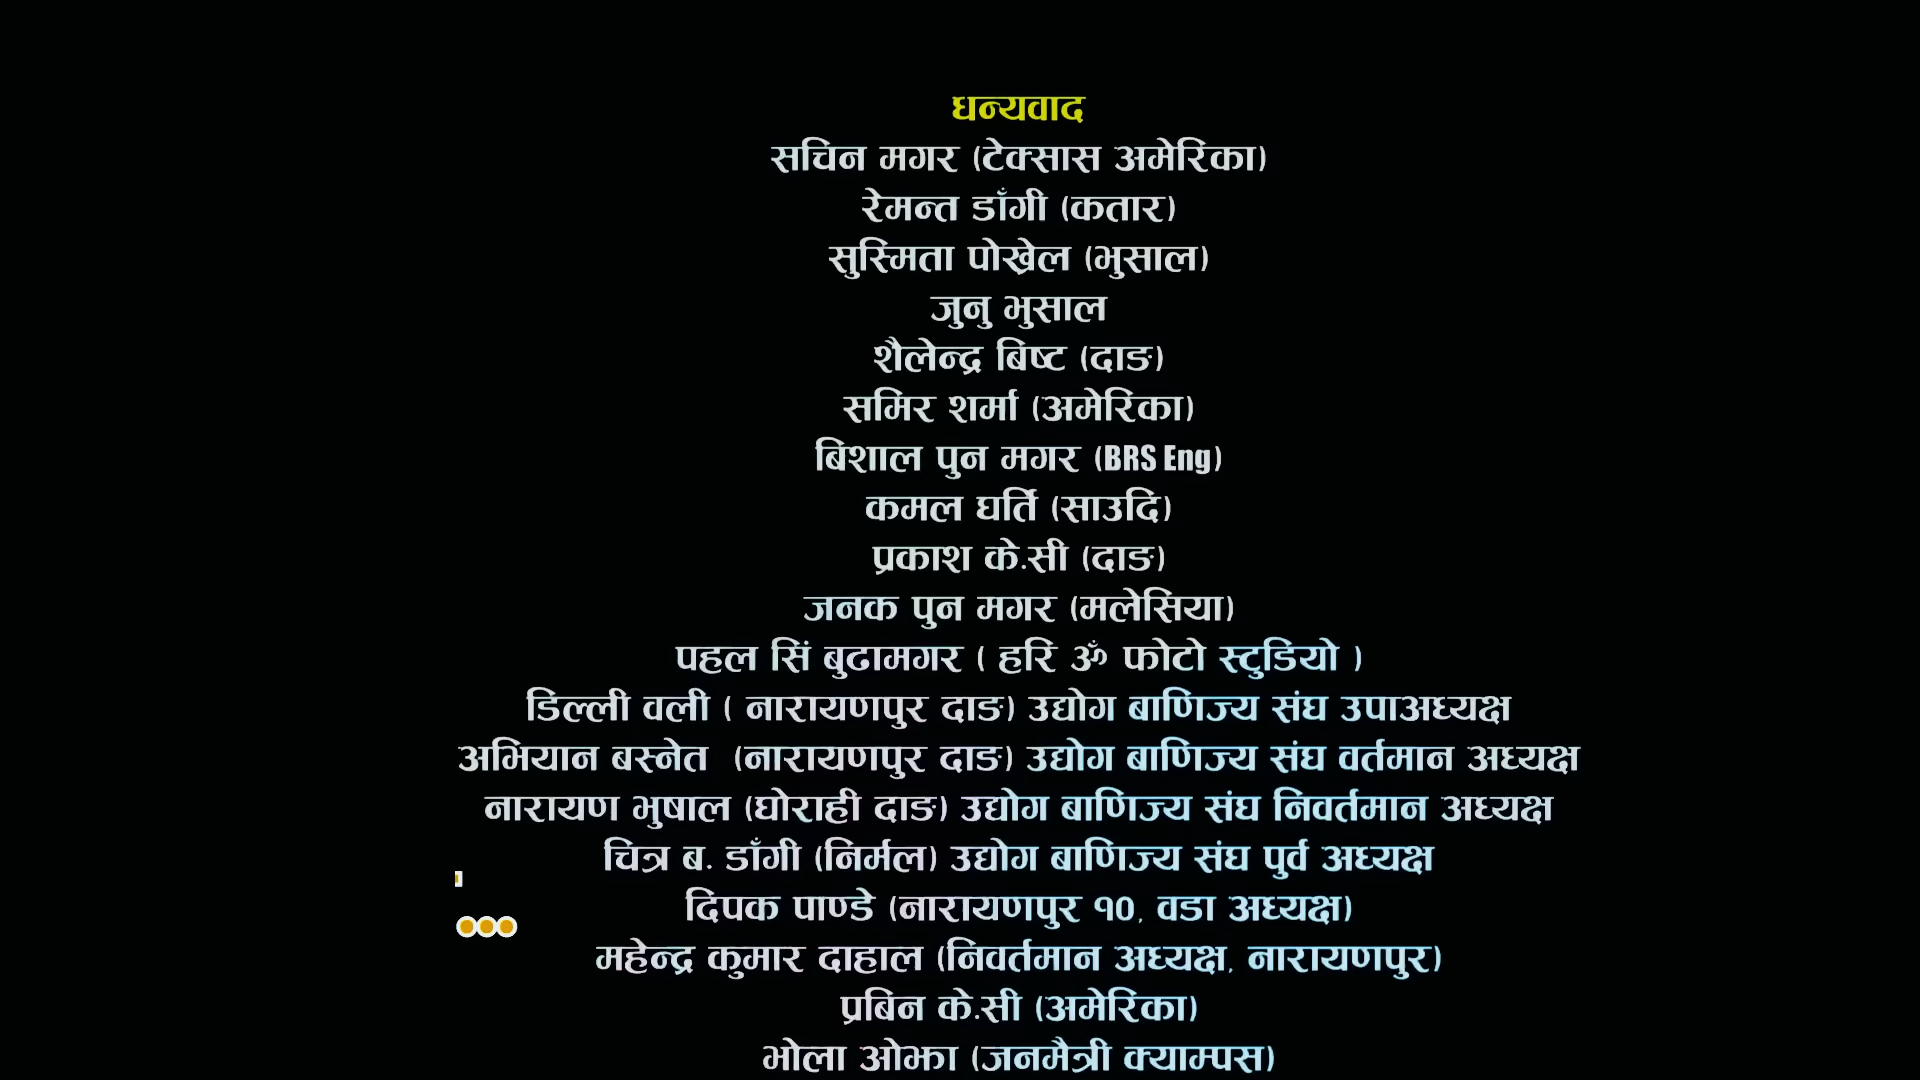 धन्यवाद
सचिन मगर (टेक्सास अमेरिका)
रेमन्त डाँगी (कतार)
सुस्मिता पोख्रेल (भुसाल)
जुनु भुसाल
शैलेन्द्र बिष्ट (दाङ)
समिर शर्मा (अमेरिका)
बिशाल पुन मगर (BRS Eng)
कमल घर्ति (साउदि)
प्रकाश के.सी (दाङ)
जनक पुन मगर (मलेसिया)
पहल सिं बुढामगर ( हरि ॐ फोटो स्टुडियो )
डिल्ली वली ( नारायणपुर दाङ) उद्योग बाणिज्य संघ उपाअध्यक्ष
अभियान बस्नेत (नारायणपुर दाङ) उद्योग बाणिज्य संघ वर्तमान अध्यक्ष
नारायण भुषाल (घोराही दाङ) उद्योग बाणिज्य संघ निवर्तमान अध्यक्ष
चित्र ब. डाँगी (निर्मल) उद्योग बाणिज्य संघ पुर्व अध्यक्ष
दिपक पाण्डे (नारायणपुर १०, वडा अध्यक्ष)
महेन्द्र कुमार दाहाल (निवर्तमान अध्यक्ष, नारायणपुर)
प्रबिन के.सी (अमेरिका)
भोला ओझा (जनमैत्री क्याम्पस)